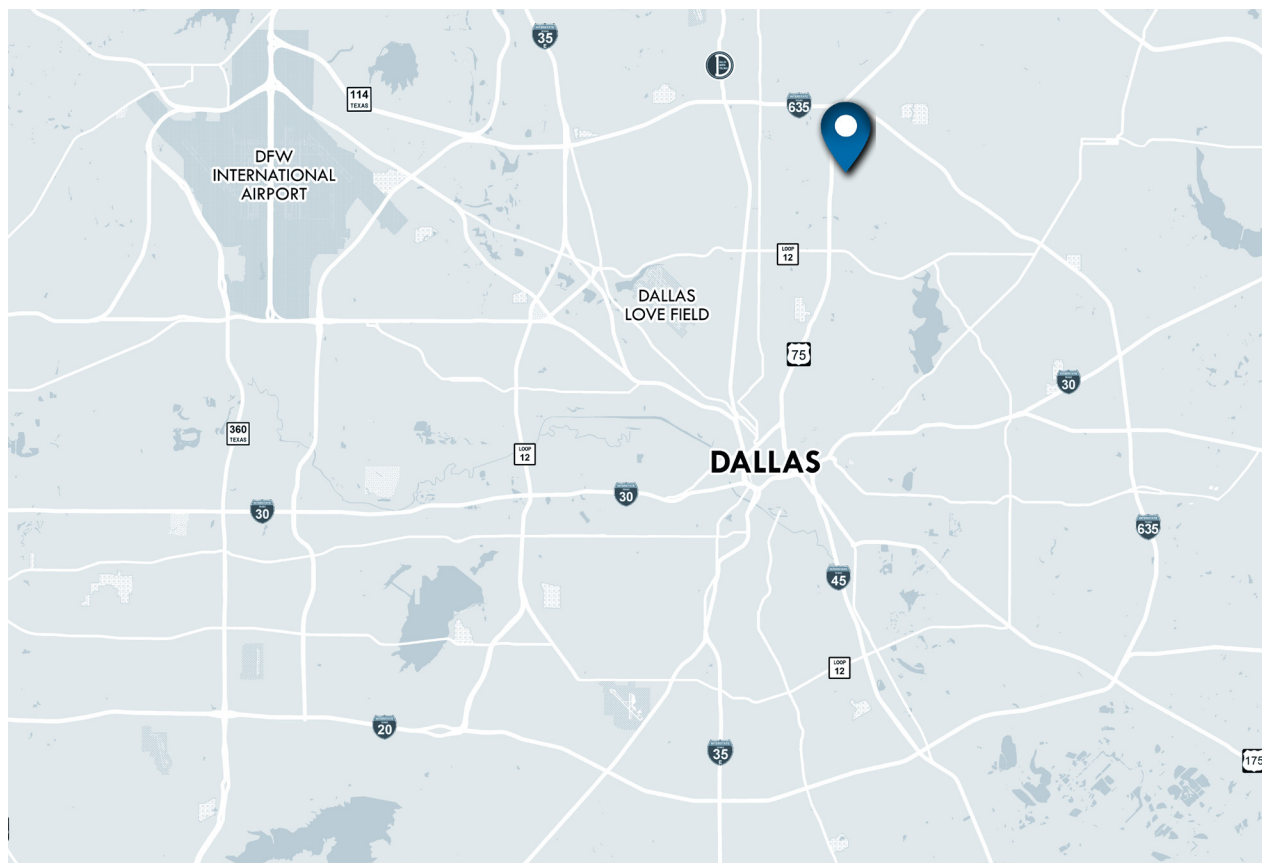 35
E
114
TEXAS
635
DFW
INTERNATIONAL
AIRPORT
LOOP
12
DALLAS
LOVE FIELD
75
30
360
TEXAS
LOOP
12
DALLAS
30
30
635
45
LOOP
12
20
35
E
175